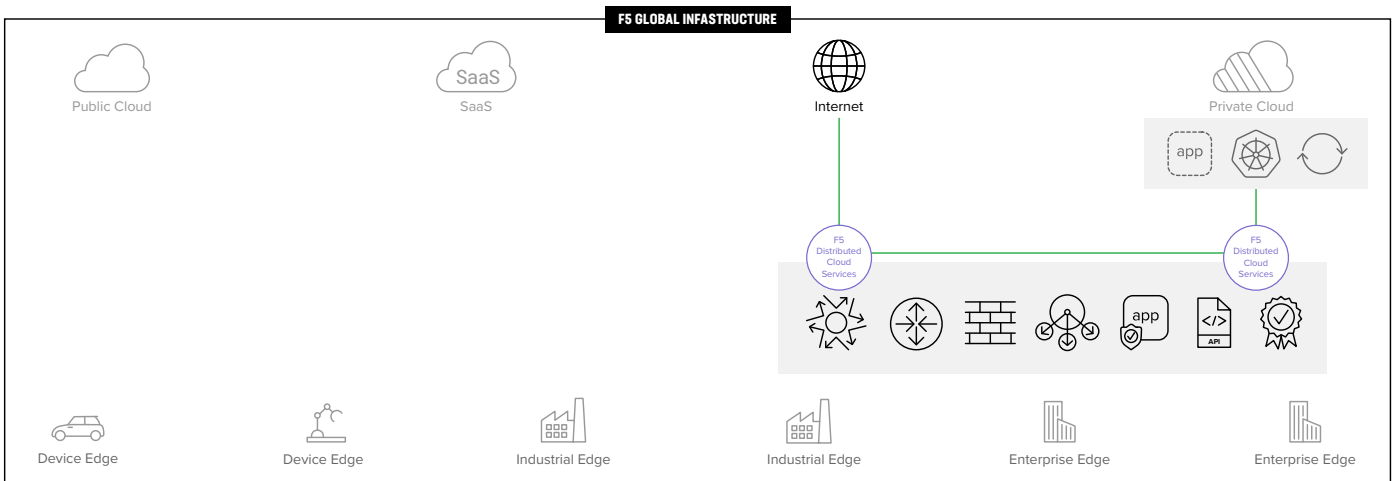 F5 GLOBAL INFASTRUCTURE
SaaS
Public Cloud
SaaS
Internet
Private Cloud
app
F5
Distributed
Cloud
Services
F5
Distributed
Cloud
Services
app
</>
API
Device Edge
Device Edge
Industrial Edge
Industrial Edge
Enterprise Edge
Enterprise Edge